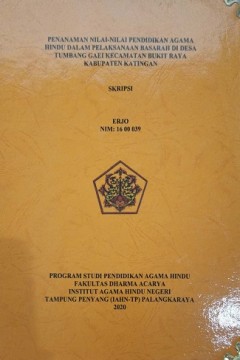 PENANAMAN NILAI-NILAI PENDIDIKAN AGAMA
HINDU DALAM PELAKSANAAN BASARAH DI DESA
TUMBANG GAEI KECAMATAN BUKIT RAYA
KABUPATEN KATINGAN
SKRIPSI
ERJO
NIM: 16 00 039
PROGRAM STUDI PENDIDIKAN AGAMA HINDU
FAKULTAS DHARMA ACARYA
INSTITUT AGAMA HINDU NEGERI
TAMPUNG PENYANG (IAHN-TP) PALANGKARAYA
2020